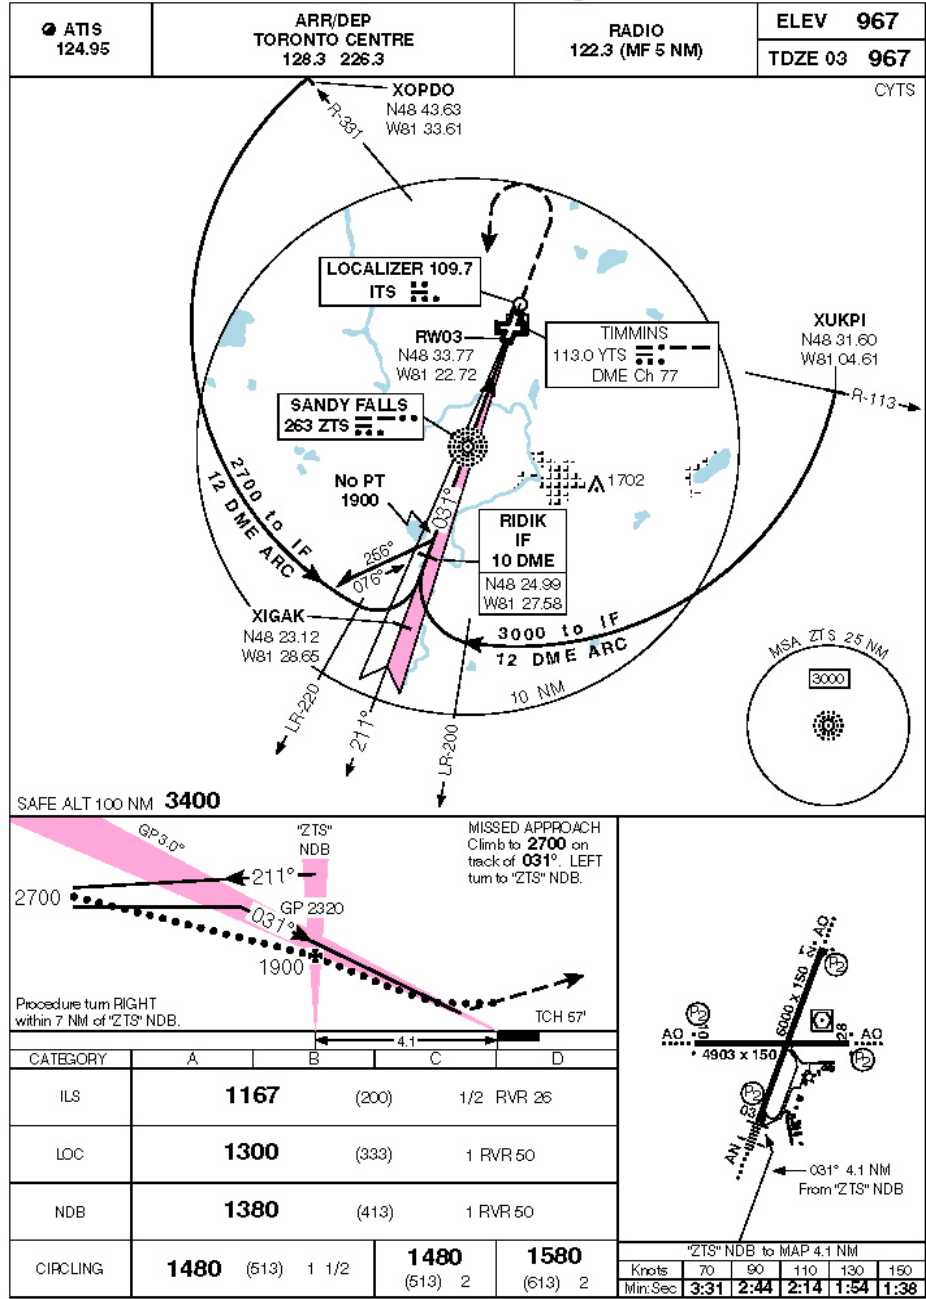 ATIS
124.95
ARR/DEP
TORONTO CENTRE
128.3 226.3
RADIO
122.3 (MF 5 NM)
ELEV 967
TDZE 03 967
CYTS
XOPDO
N48 43.63
W81 33.61
R-331
LOCALIZER 109.7
ITS
RW03
N48 33.77
W81 22.72
TIMMINS
113.0 YTS
DME Ch 77
XUKPI
N48 31.60
W81 04.61
R-113
SANDY FALLS
263 ZTS
No PT
1900
1702
031°
RIDIK
IF
10 DME
N48 24.99
W81 27.58
2700 to IF
12 DME ARC
256°
076°
XIGAK
N48 23.12
W81 28.65
3000 to IF
12 DME ARC
10 NM
LR-220
211°
LR-200
MSA ZTS 25 NM
3000
SAFE ALT 100 NM 3400
GP3.0°
"ZTS"
NDB
MISSED APPROACH
Climb to 2700 on
track of 031°. LEFT
turn to "ZTS" NDB.
211°
2700
GP 2320
031°
1900
Procedure turn RIGHT
within 7 NM of "ZTS" NDB.
TCH 57'
4.1
CATEGORY A B C D
ILS 1167 (200) 1/2 RVR 26
LOC 1300 (333) 1 RVR 50
NDB 1380 (413) 1 RVR 50
CIRCLING 1480 (513) 1 1/2 1480 (513) 2 1580 (613) 2
AO
21
P2
6000 x 150
P2
AO
10
28
AO
4903 x 150
P2
P2
03
AN
031° 4.1 NM
From "ZTS" NDB
"ZTS" NDB to MAP 4.1 NM
Knots 70 90 110 130 150
Min:Sec 3:31 2:44 2:14 1:54 1:38